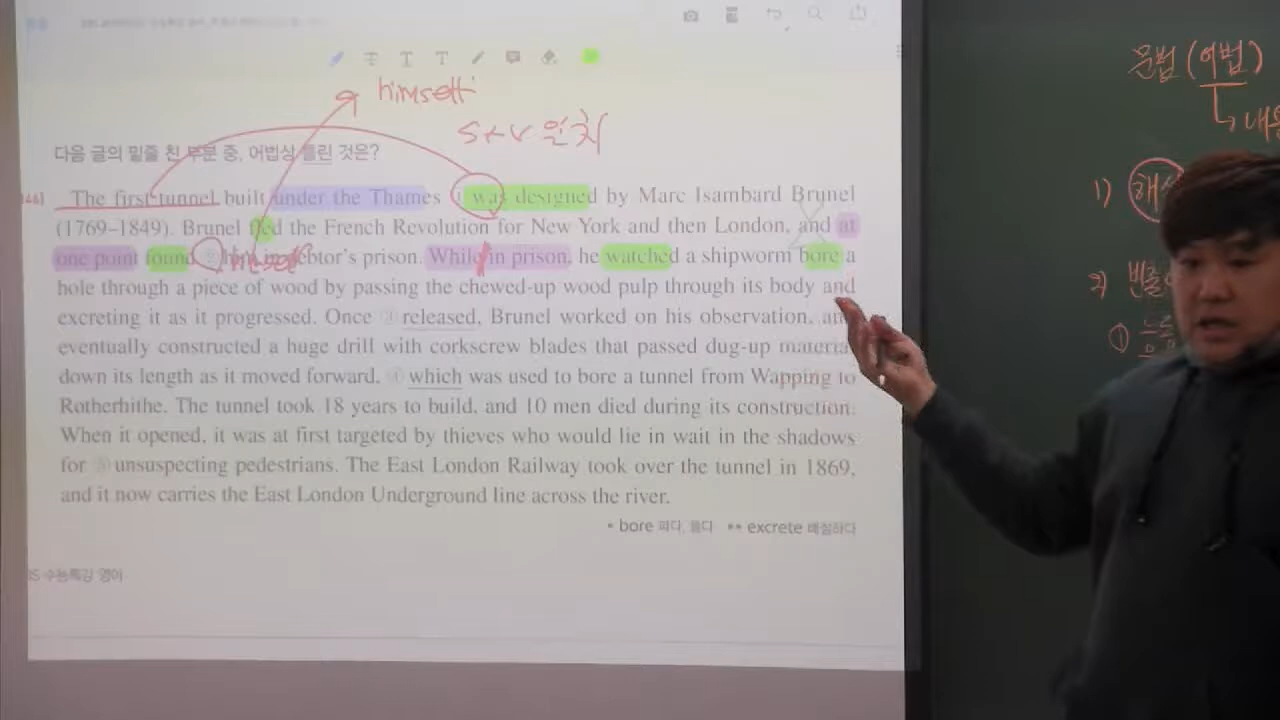 himself
S+V 일치
다음 글의 밑줄 친 부분 중, 어법상 틀린 것은?
The first tunnel built under the Thames ① was designed by Marc Isambard Brunel
(1769–1849). Brunel fled the French Revolution for New York and then London, and at
one point found ② in debtor's prison. While in prison, he watched a shipworm bore a
hole through a piece of wood by passing the chewed-up wood pulp through its body and
excreting it as it progressed. Once ③ released, Brunel worked on his observation, and
eventually constructed a huge drill with corkscrew blades that passed dug-up material
down its length as it moved forward, ④ which was used to bore a tunnel from Wapping to
Rotherhithe. The tunnel took 18 years to build, and 10 men died during its construction.
When it opened, it was at first targeted by thieves who would lie in wait in the shadows
for ⑤ unsuspecting pedestrians. The East London Railway took over the tunnel in 1869,
and it now carries the East London Underground line across the river.
* bore 파다, 뚫다 ** excrete 배설하다
수능특강 영어
문법 (어법)
1)
2)
①